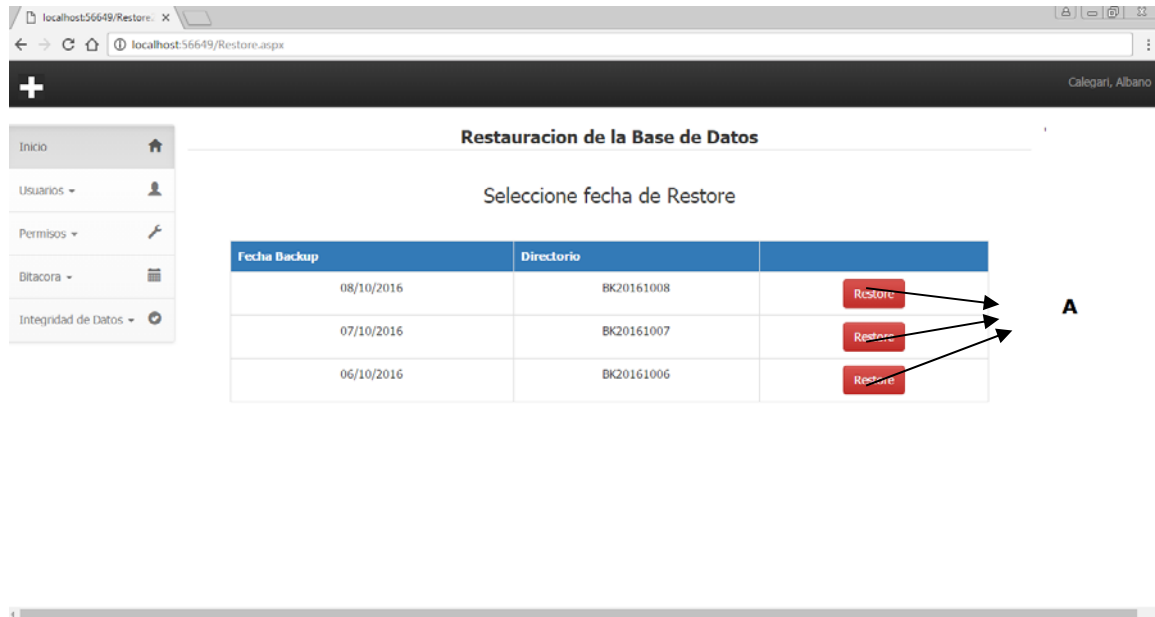 localhost:56649/Restore.
localhost:56649/Restore.aspx
Calegari, Albano
Inicio
Usuarios
Permisos
Bitacora
Integridad de Datos
Restauracion de la Base de Datos
Seleccione fecha de Restore
Fecha Backup Directorio
08/10/2016 BK20161008 Restore
07/10/2016 BK20161007 Restore
06/10/2016 BK20161006 Restore
A